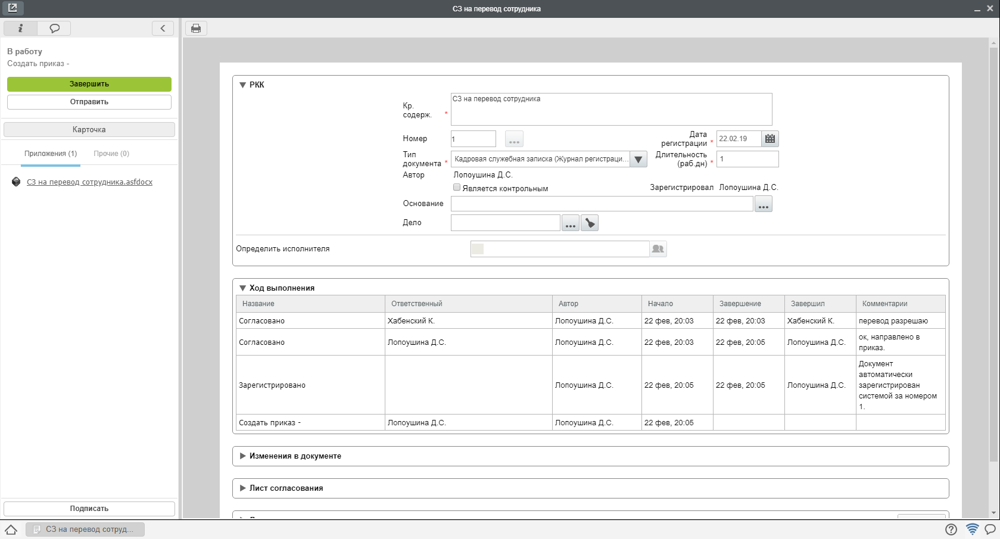 СЗ на перевод сотрудника
В работу
Создать приказ -
Завершить
Отправить
Карточка
Приложения (1) Прочие (0)
СЗ на перевод сотрудника.asfdocx
Подписать
РКК
Кр.
содерж. *
СЗ на перевод сотрудника
Номер 1 ...
Дата
регистрации * 22.02.19
Тип
документа * Кадровая служебная записка (Журнал регистраци...
Длительность
(раб.дн) * 1
Автор Лопоушина Д.С.
Является контрольным Зарегистрировал Лопоушина Д.С.
Основание ...
Дело ...
Определить исполнителя
Ход выполнения
Название Ответственный Автор Начало Завершение Завершил Комментарии
Согласовано Хабенский К. Лопоушина Д.С. 22 фев, 20:03 22 фев, 20:03 Хабенский К. перевод разрешаю
Согласовано Лопоушина Д.С. Лопоушина Д.С. 22 фев, 20:03 22 фев, 20:05 Лопоушина Д.С. ок, направлено в
приказ.
Зарегистрировано Лопоушина Д.С. 22 фев, 20:05 22 фев, 20:05 Лопоушина Д.С. Документ
автоматически
зарегистрирован
системой за номером
1.
Создать приказ - Лопоушина Д.С. Лопоушина Д.С. 22 фев, 20:05
Изменения в документе
Лист согласования
СЗ на перевод сотруд...